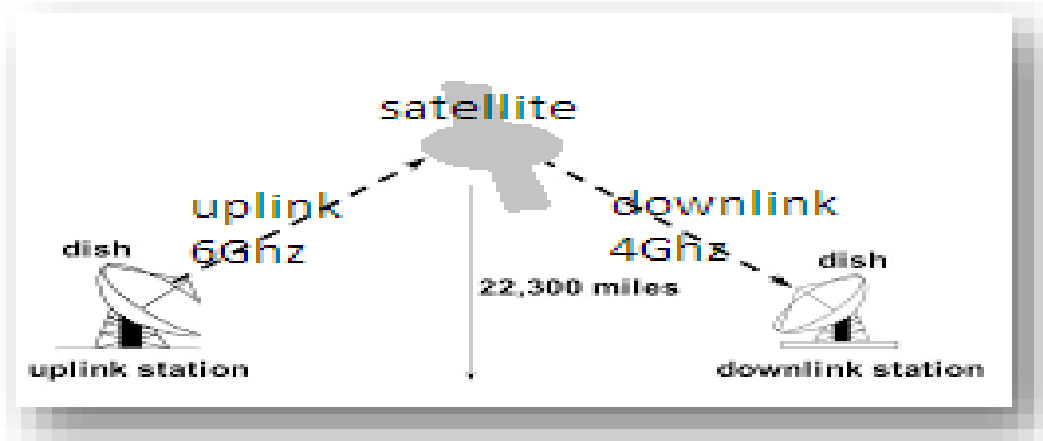 satellite
uplink
6Ghz
downlink
4Ghz
dish
dish
22,300 miles
uplink station
downlink station